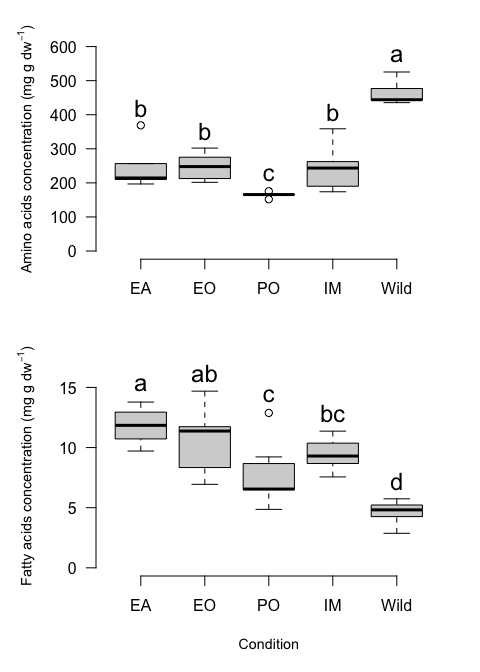 Amino acids concentration (mg g dw⁻¹)
600
500
400
300
200
100
0
b
b
c
b
a
EA EO PO IM Wild
Fatty acids concentration (mg g dw⁻¹)
15
10
5
0
a
ab
c
bc
d
EA EO PO IM Wild
Condition